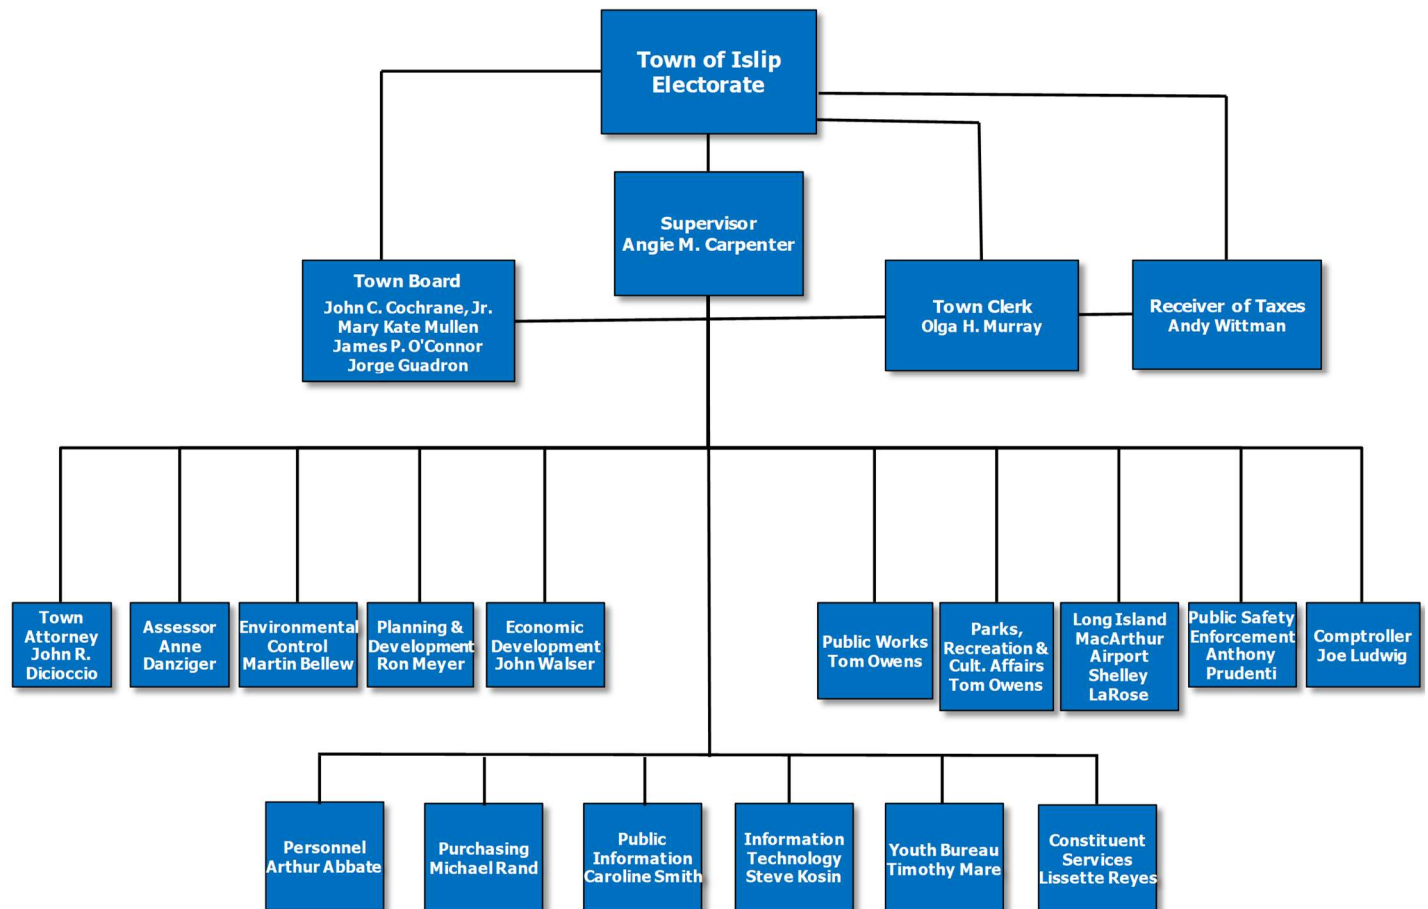 Town of Islip
Electorate
Supervisor
Angie M. Carpenter
Town Board
John C. Cochrane, Jr.
Mary Kate Mullen
James P. O'Connor
Jorge Guadron
Town Clerk
Olga H. Murray
Receiver of Taxes
Andy Wittman
Town
Attorney
John R.
Dicioccio
Assessor
Anne
Danziger
Environmental
Control
Martin Bellew
Planning &
Development
Ron Meyer
Economic
Development
John Walser
Public Works
Tom Owens
Parks,
Recreation &
Cult. Affairs
Tom Owens
Long Island
MacArthur
Airport
Shelley
LaRose
Public Safety
Enforcement
Anthony
Prudenti
Comptroller
Joe Ludwig
Personnel
Arthur Abbate
Purchasing
Michael Rand
Public
Information
Caroline Smith
Information
Technology
Steve Kosin
Youth Bureau
Timothy Mare
Constituent
Services
Lissette Reyes